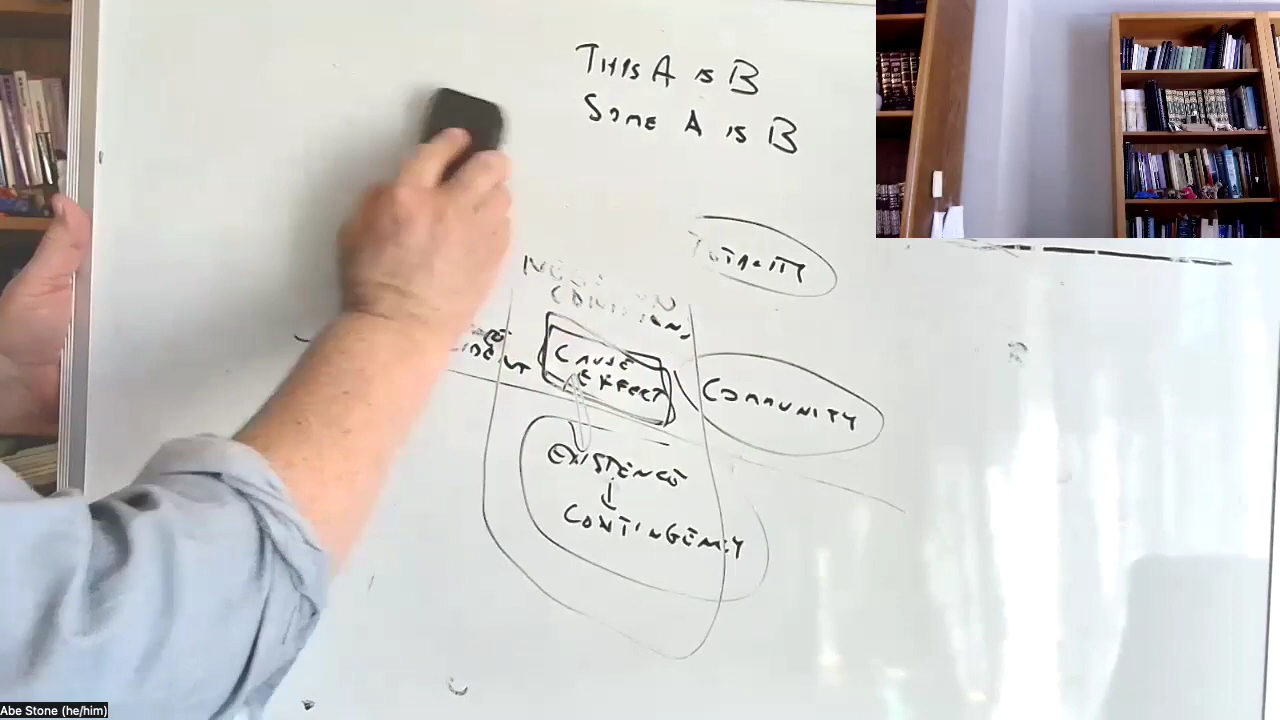 THIS A IS B
SOME A IS B
TOTALITY
CAUSE
EFFECT
COMMUNITY
EXISTENCE
CONTINGENCY
Abe Stone (he/him)